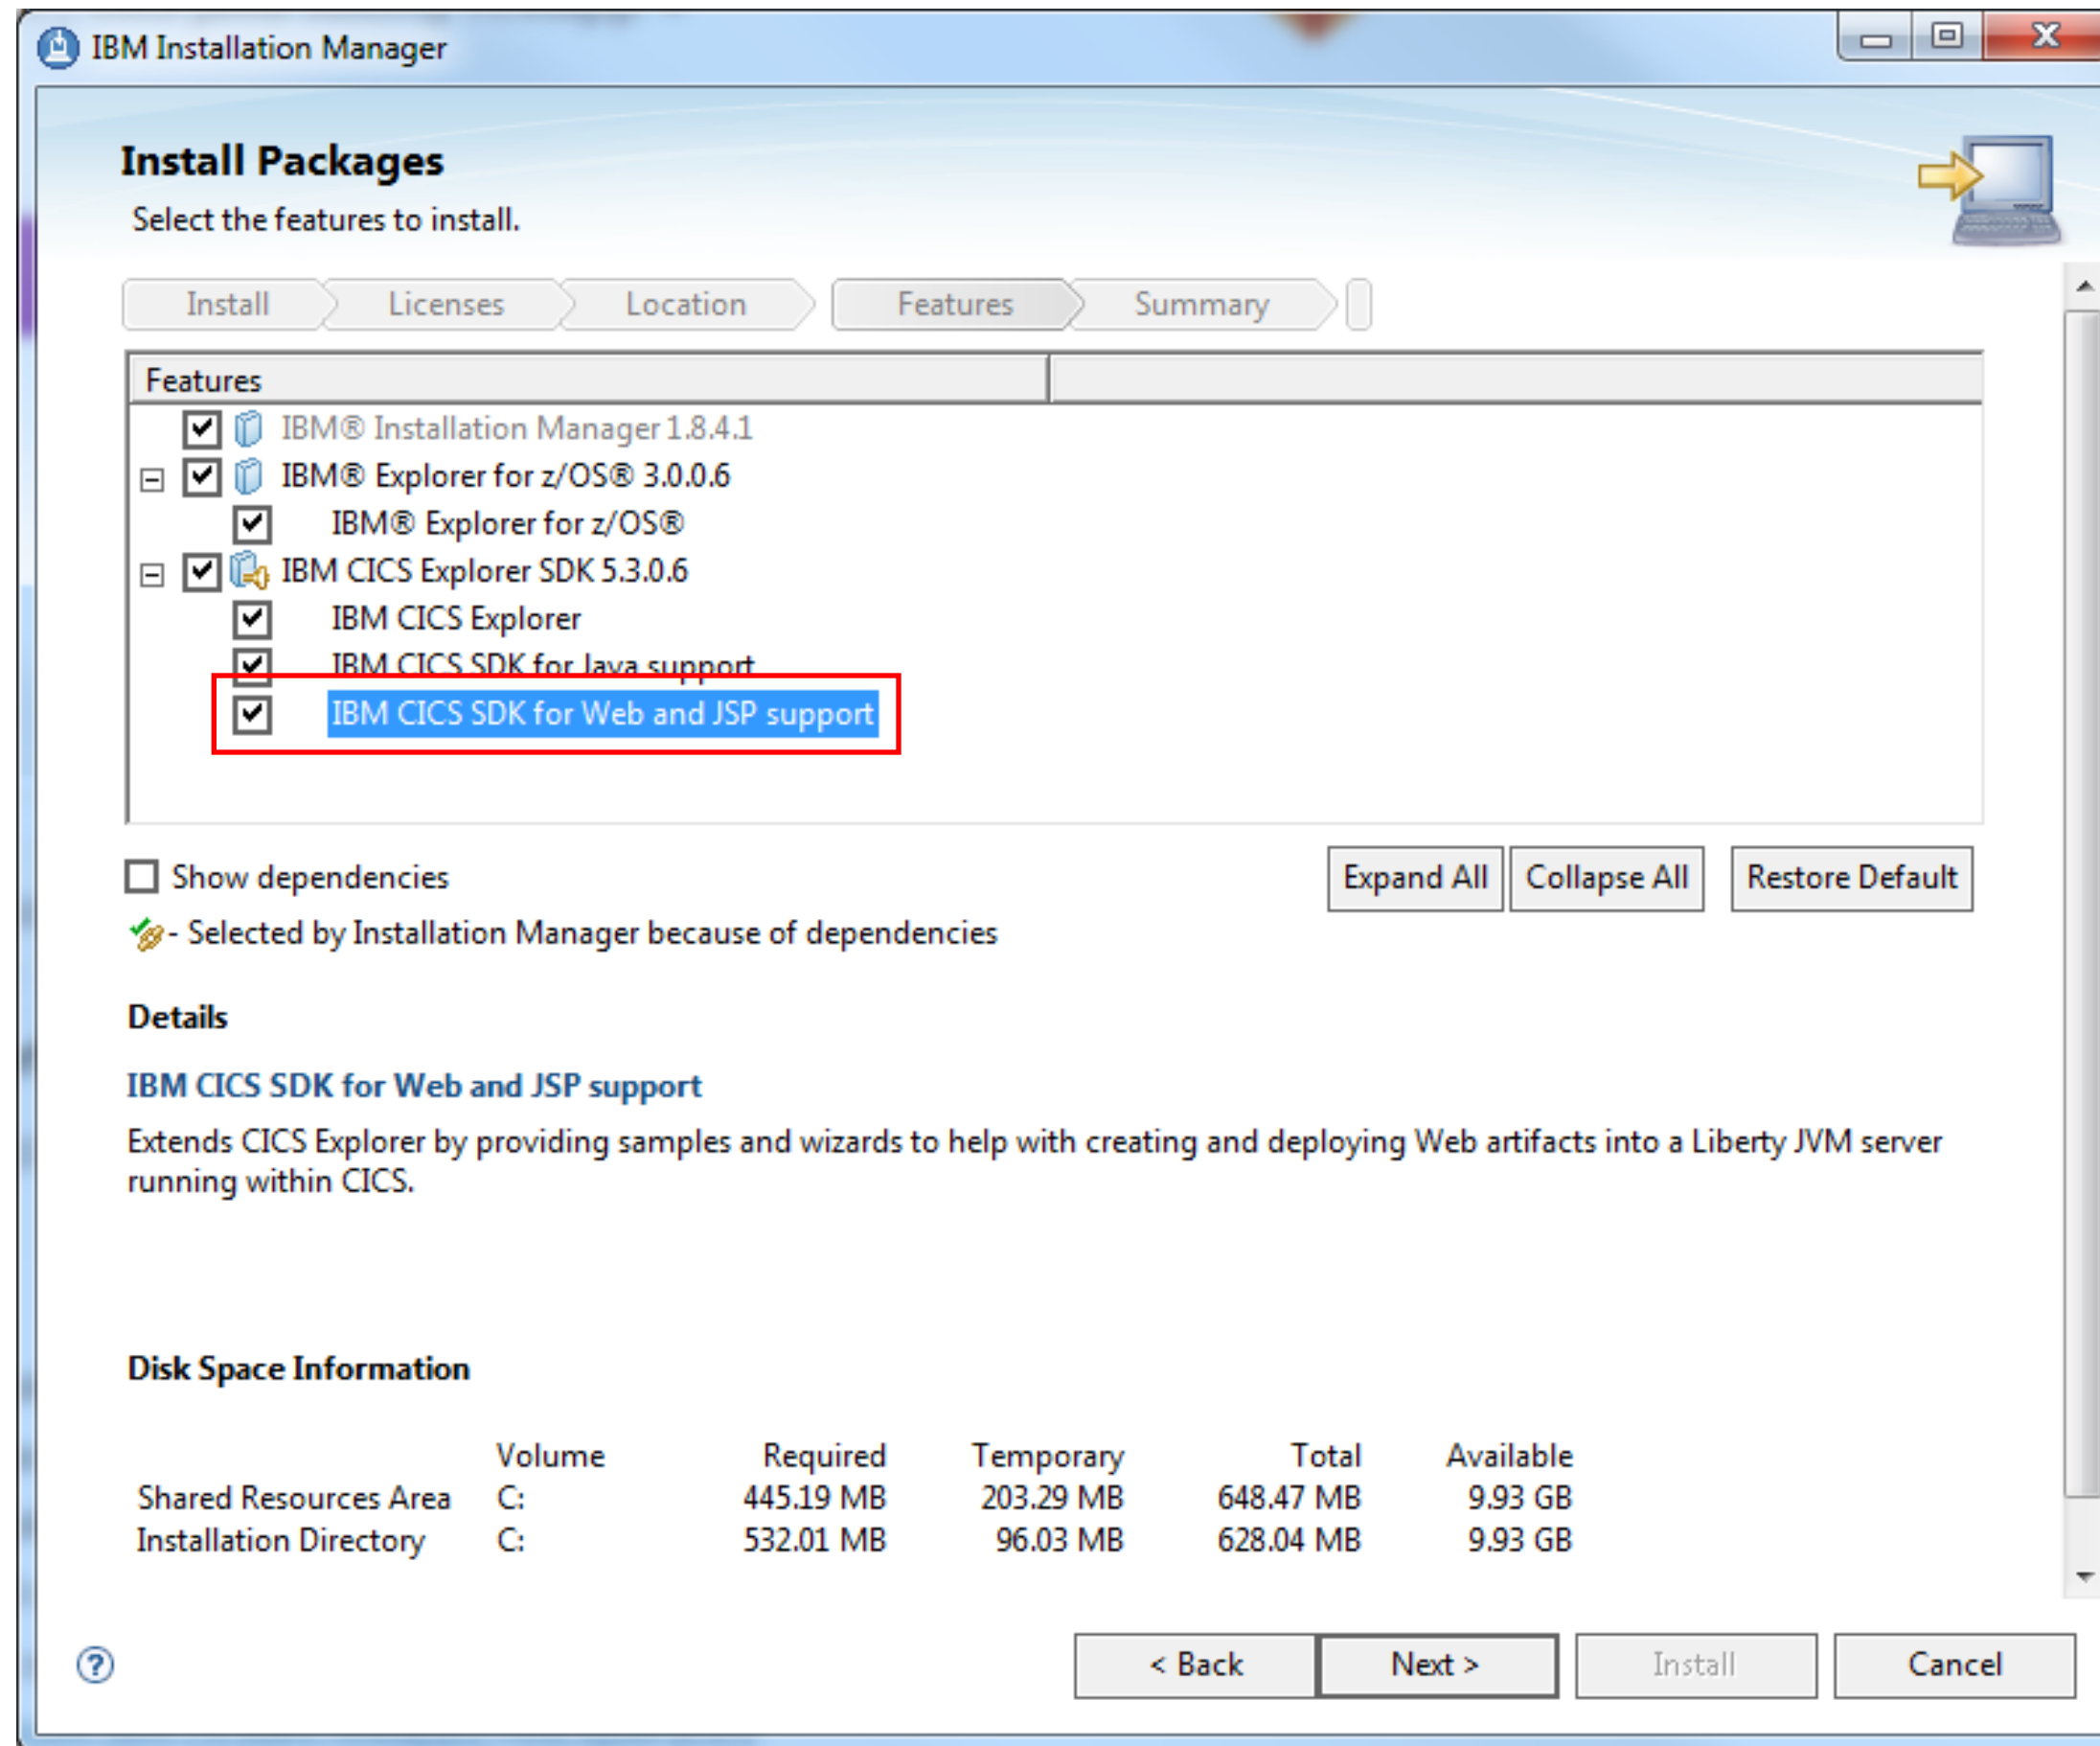 IBM Installation Manager
Install Packages
Select the features to install.
Install Licenses Location Features Summary
Features
IBM® Installation Manager 1.8.4.1
IBM® Explorer for z/OS® 3.0.0.6
IBM® Explorer for z/OS®
IBM CICS Explorer SDK 5.3.0.6
IBM CICS Explorer
IBM CICS SDK for Java support
IBM CICS SDK for Web and JSP support
Show dependencies Expand All Collapse All Restore Default
- Selected by Installation Manager because of dependencies
Details
IBM CICS SDK for Web and JSP support
Extends CICS Explorer by providing samples and wizards to help with creating and deploying Web artifacts into a Liberty JVM server
running within CICS.
Disk Space Information
Volume Required Temporary Total Available
Shared Resources Area C: 445.19 MB 203.29 MB 648.47 MB 9.93 GB
Installation Directory C: 532.01 MB 96.03 MB 628.04 MB 9.93 GB
? < Back Next > Install Cancel